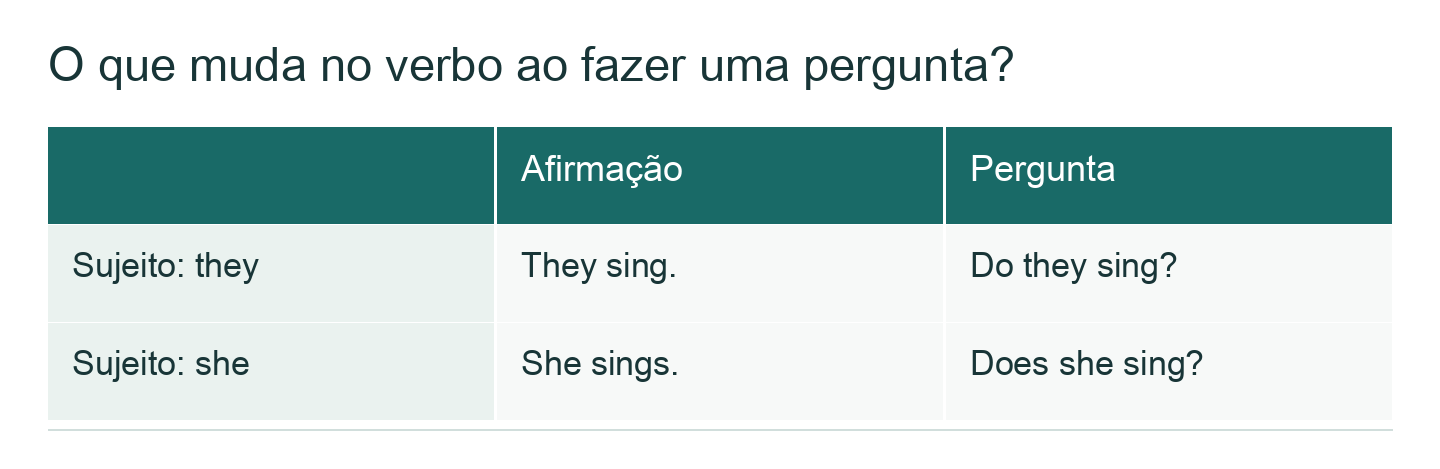 O que muda no verbo ao fazer uma pergunta?
Afirmação Pergunta
Sujeito: they They sing. Do they sing?
Sujeito: she She sings. Does she sing?